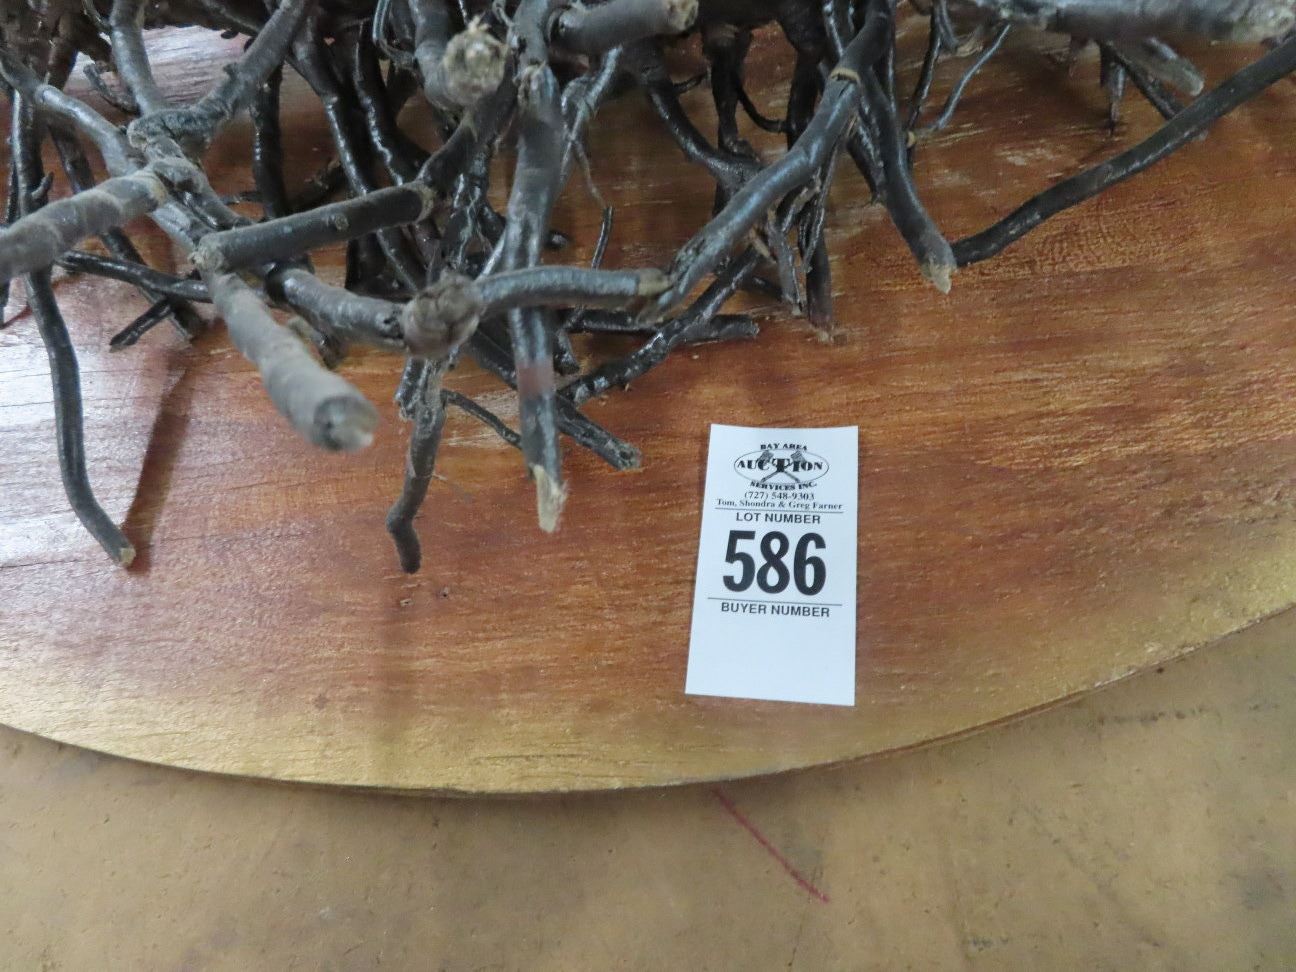 BAY AREA
AUCTION
SERVICES INC.
(727) 548-9303
Tom, Shondra & Greg Farner
LOT NUMBER
586
BUYER NUMBER